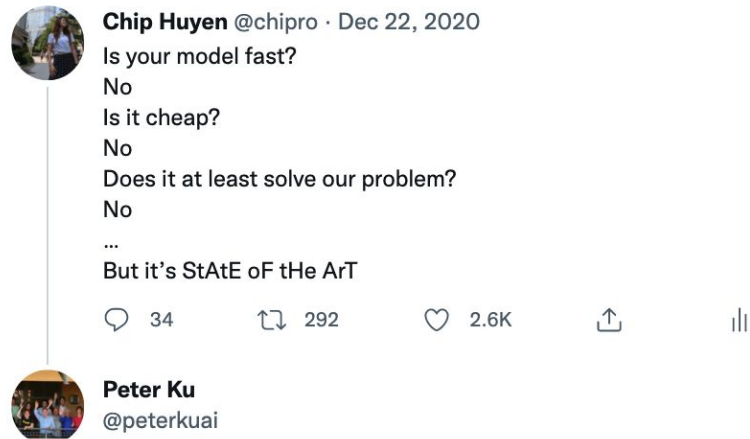 Chip Huyen @chipro · Dec 22, 2020
Is your model fast?
No
Is it cheap?
No
Does it at least solve our problem?
No
...
But it’s StAtE oF tHe ArT
34 292 2.6K
Peter Ku
@peterkuai